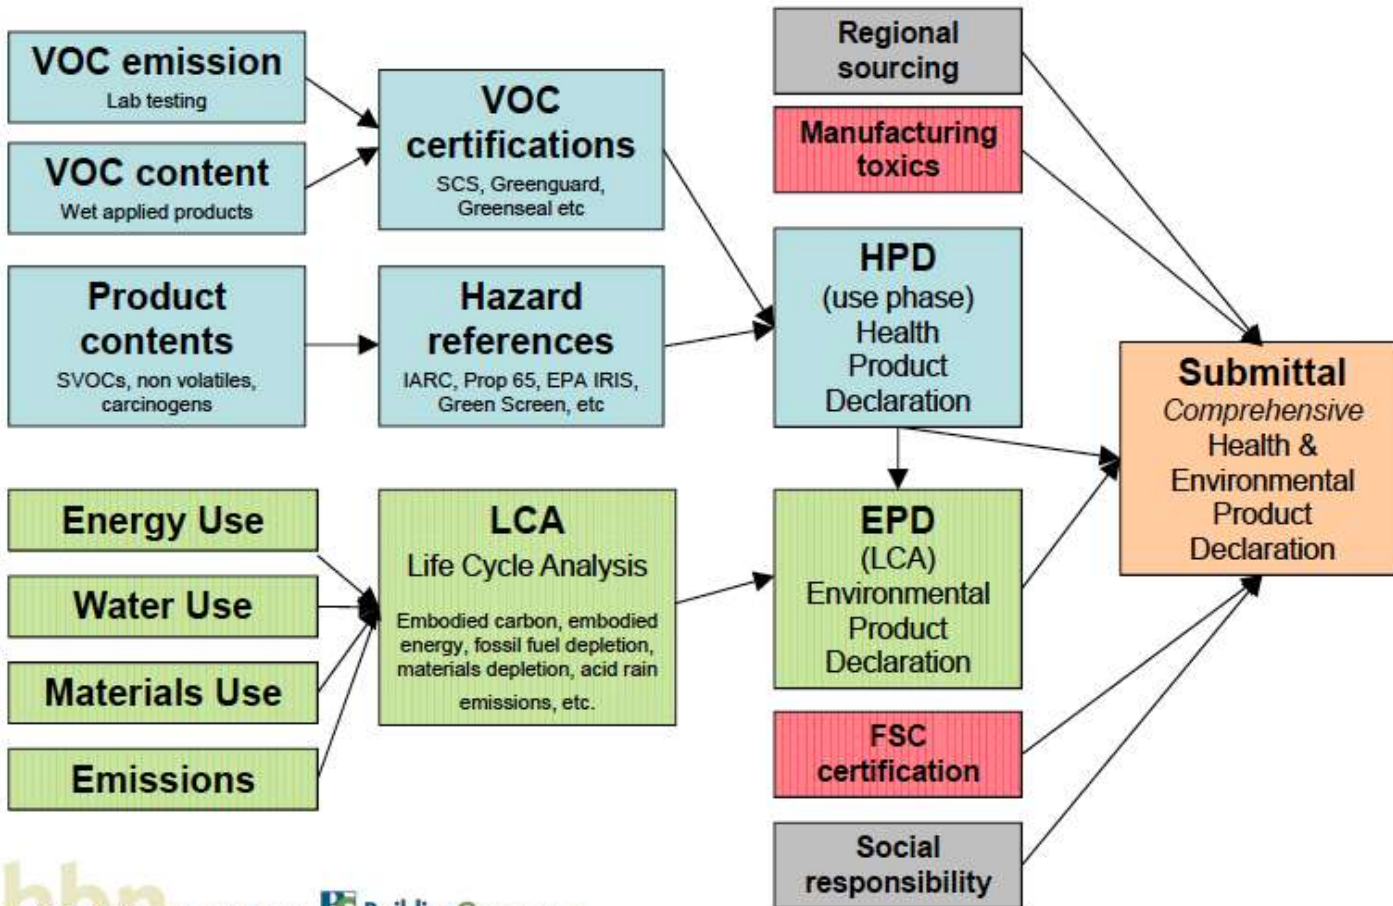 VOC emission
Lab testing
VOC content
Wet applied products
Product
contents
SVOCs, non volatiles,
carcinogens
VOC
certifications
SCS, Greenguard,
Greenseal etc
Hazard
references
IARC, Prop 65, EPA IRIS,
Green Screen, etc
Regional
sourcing
Manufacturing
toxics
HPD
(use phase)
Health
Product
Declaration
Energy Use
Water Use
Materials Use
Emissions
LCA
Life Cycle Analysis
Embodied carbon, embodied
energy, fossil fuel depletion,
materials depletion, acid rain
emissions, etc.
EPD
(LCA)
Environmental
Product
Declaration
FSC
certification
Social
responsibility
Submittal
Comprehensive
Health &
Environmental
Product
Declaration
hbn